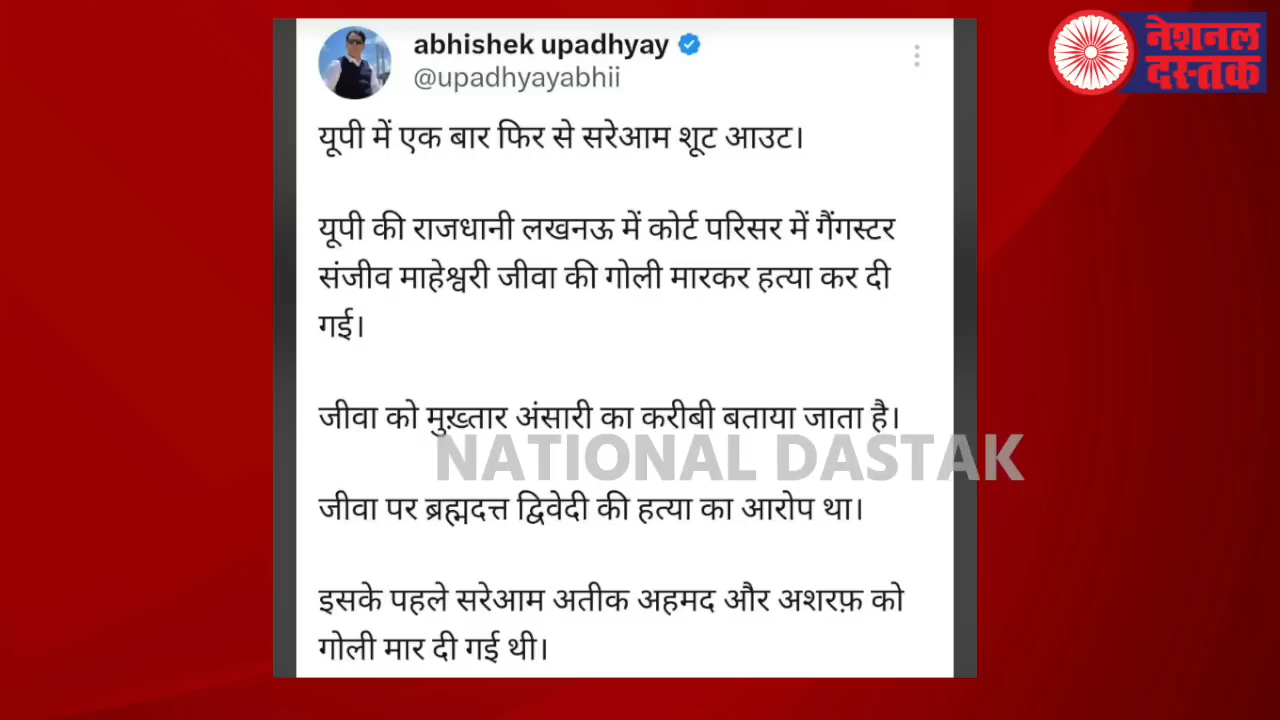 abhishek upadhyay
@upadhyayabhii
नेशनल
दस्तक
यूपी में एक बार फिर से सरेआम शूट आउट।
यूपी की राजधानी लखनऊ में कोर्ट परिसर में गैंगस्टर
संजीव माहेश्वरी जीवा की गोली मारकर हत्या कर दी
गई।
जीवा को मुख़्तार अंसारी का करीबी बताया जाता है।
NATIONAL DASTAK
जीवा पर ब्रह्मदत्त द्विवेदी की हत्या का आरोप था।
इसके पहले सरेआम अतीक अहमद और अशरफ़ को
गोली मार दी गई थी।